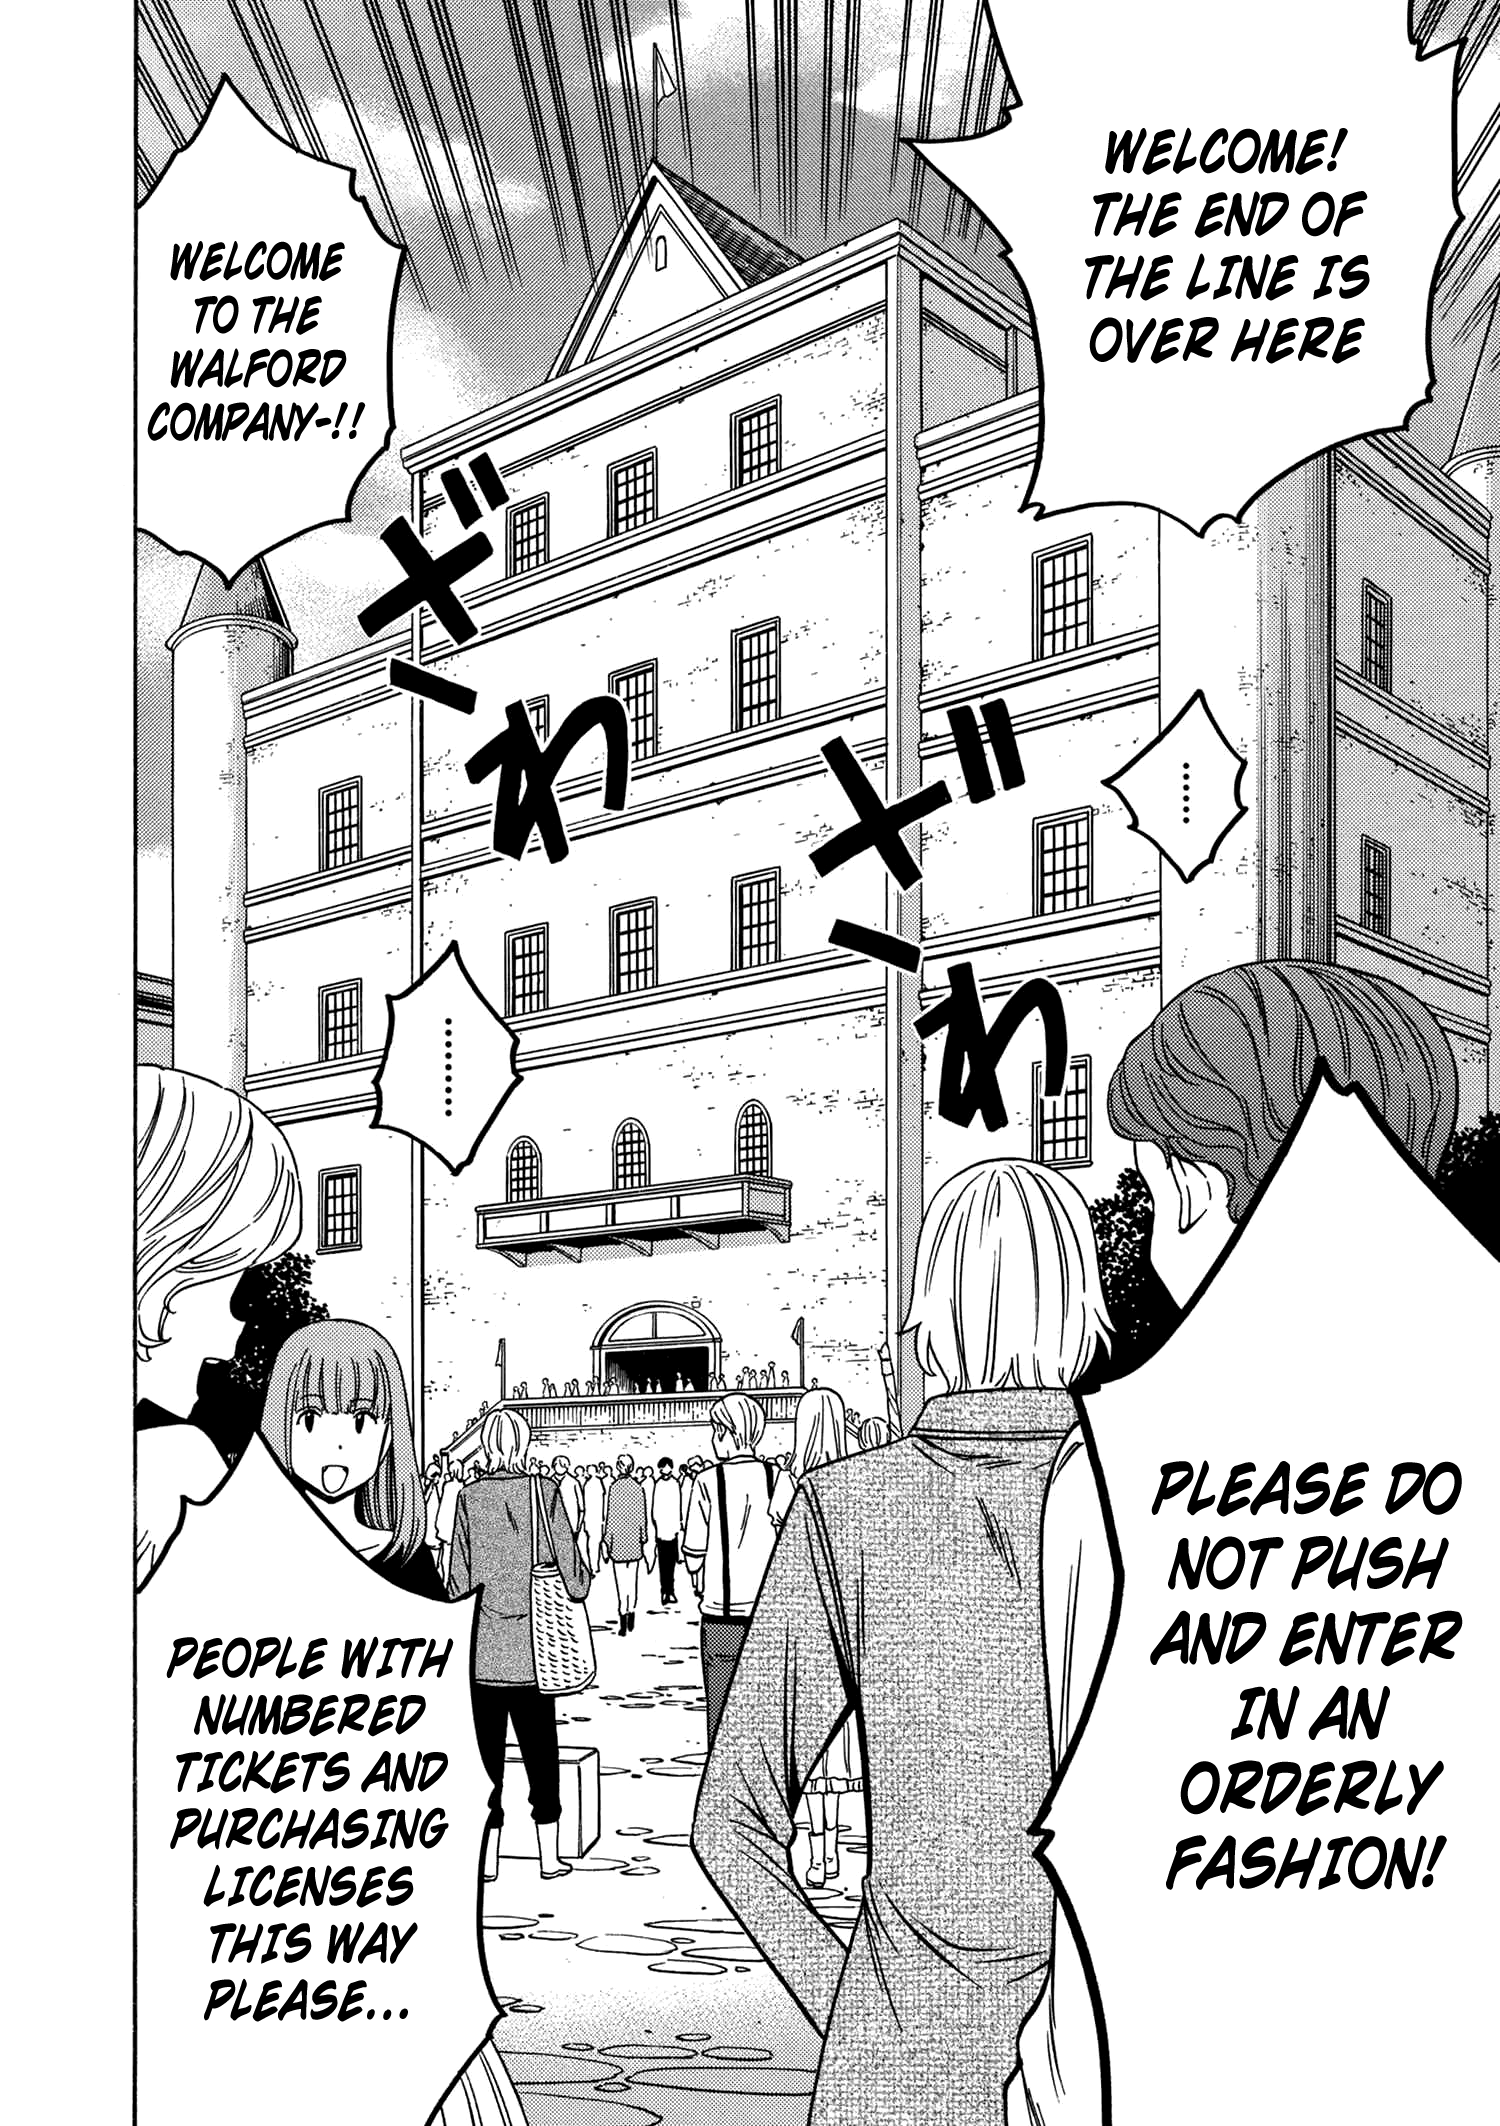 WELCOME!
THE END OF
THE LINE IS
OVER HERE
WELCOME
TO THE
WALFORD
COMPANY-!!
ざわ
ざわ
......
......
PLEASE DO
NOT PUSH
AND ENTER
IN AN
ORDERLY
FASHION!
PEOPLE WITH
NUMBERED
TICKETS AND
PURCHASING
LICENSES
THIS WAY
PLEASE...